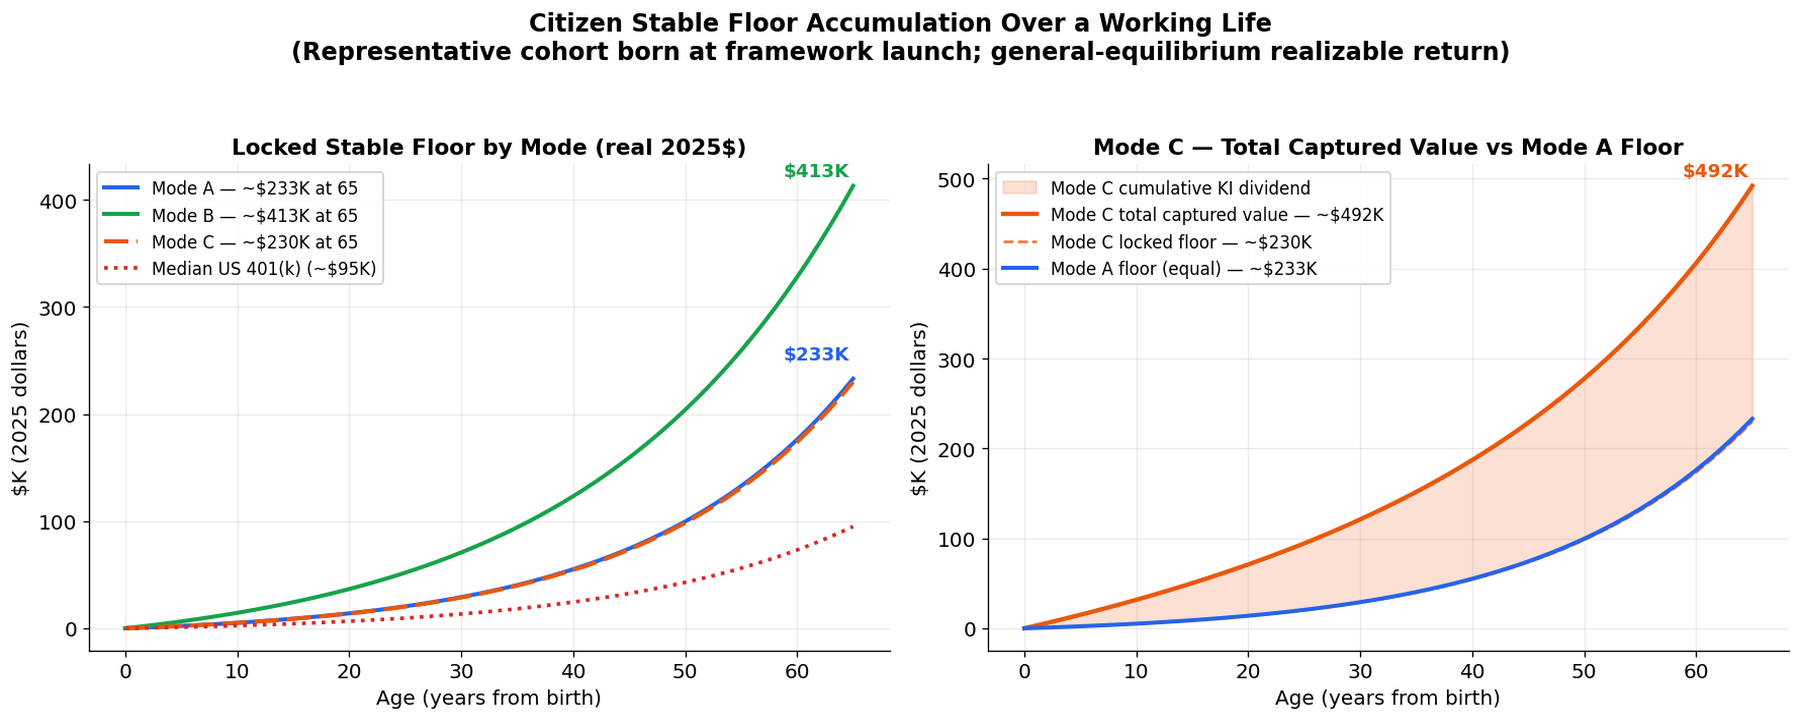 Citizen Stable Floor Accumulation Over a Working Life
(Representative cohort born at framework launch; general-equilibrium realizable return)
Locked Stable Floor by Mode (real 2025$)
$413K
Mode A — ~$233K at 65
Mode B — ~$413K at 65
Mode C — ~$230K at 65
Median US 401(k) (~$95K)
$233K
$K (2025 dollars)
400
300
200
100
0
0 10 20 30 40 50 60
Age (years from birth)
Mode C — Total Captured Value vs Mode A Floor
$492K
Mode C cumulative KI dividend
Mode C total captured value — ~$492K
Mode C locked floor — ~$230K
Mode A floor (equal) — ~$233K
$K (2025 dollars)
500
400
300
200
100
0
0 10 20 30 40 50 60
Age (years from birth)